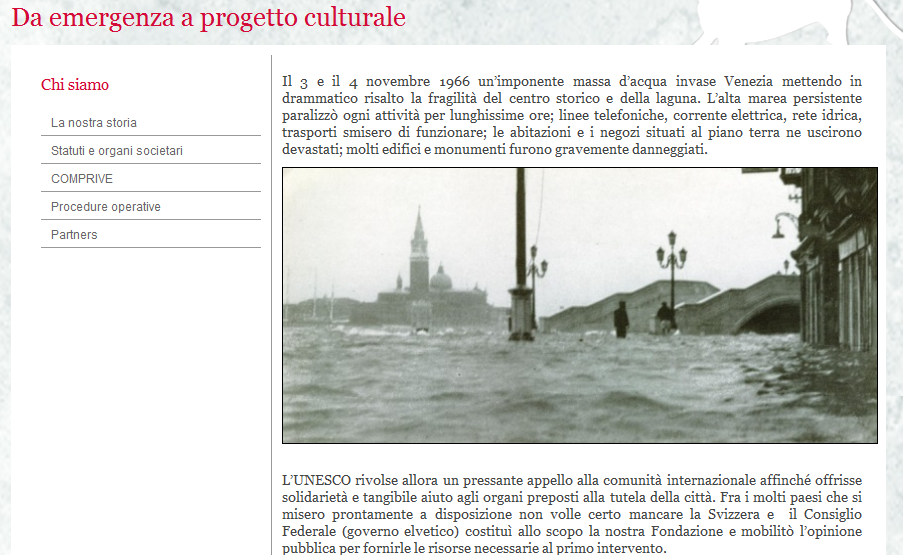 Da emergenza a progetto culturale
Chi siamo
La nostra storia
Statuti e organi societari
COMPRIVE
Procedure operative
Partners
Il 3 e il 4 novembre 1966 un'imponente massa d'acqua invase Venezia mettendo in
drammatico risalto la fragilità del centro storico e della laguna. L'alta marea persistente
paralizzò ogni attività per lunghissime ore; linee telefoniche, corrente elettrica, rete idrica,
trasporti smisero di funzionare; le abitazioni e i negozi situati al piano terra ne uscirono
devastati; molti edifici e monumenti furono gravemente danneggiati.
L'UNESCO rivolse allora un pressante appello alla comunità internazionale affinché offrisse
solidarietà e tangibile aiuto agli organi preposti alla tutela della città. Fra i molti paesi che si
misero prontamente a disposizione non volle certo mancare la Svizzera e il Consiglio
Federale (governo elvetico) costituì allo scopo la nostra Fondazione e mobilitò l'opinione
pubblica per fornirle le risorse necessarie al primo intervento.